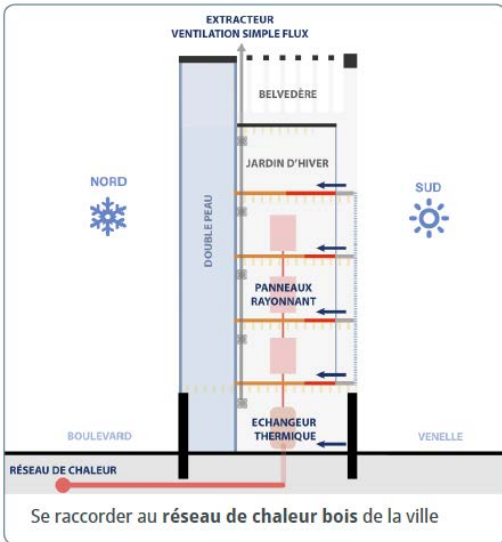 EXTRACTEUR
VENTILATION SIMPLE FLUX
BELVEDÈRE
JARDIN D'HIVER
NORD
SUD
DOUBLE PEAU
PANNEAUX
RAYONNANT
ECHANGEUR
THERMIQUE
BOULEVARD
VENELLE
RÉSEAU DE CHALEUR
Se raccorder au réseau de chaleur bois de la ville